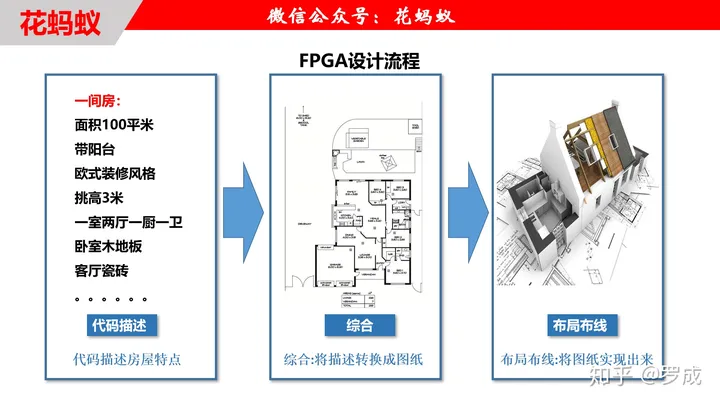 花蚂蚁
微信公众号：花蚂蚁
FPGA设计流程
一间房：
面积100平米
带阳台
欧式装修风格
挑高3米
一室两厅一厨一卫
卧室木地板
客厅瓷砖
。。。。。。
代码描述
代码描述房屋特点
综合
综合:将描述转换成图纸
布局布线
布局布线:将图纸实现出来
知乎 @罗成